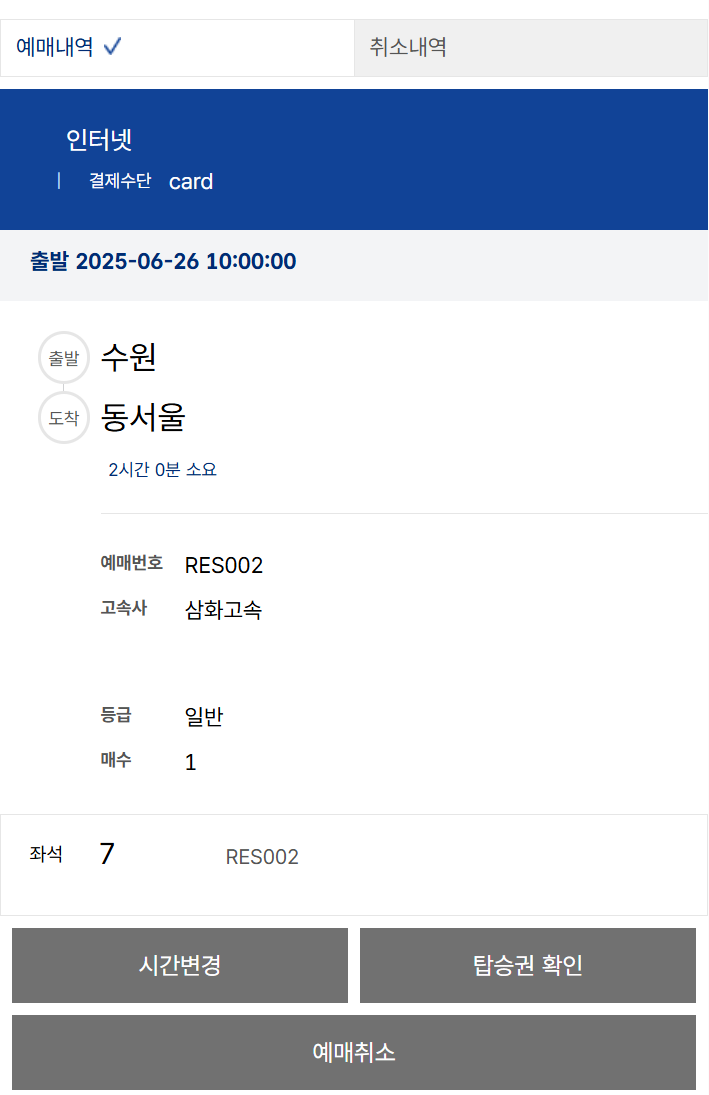 예매내역
취소내역
인터넷
결제수단 card
출발 2025-06-26 10:00:00
출발 수원
도착 동서울
2시간 0분 소요
예매번호 RES002
고속사 삼화고속
등급 일반
매수 1
좌석 7 RES002
시간변경
탑승권 확인
예매취소